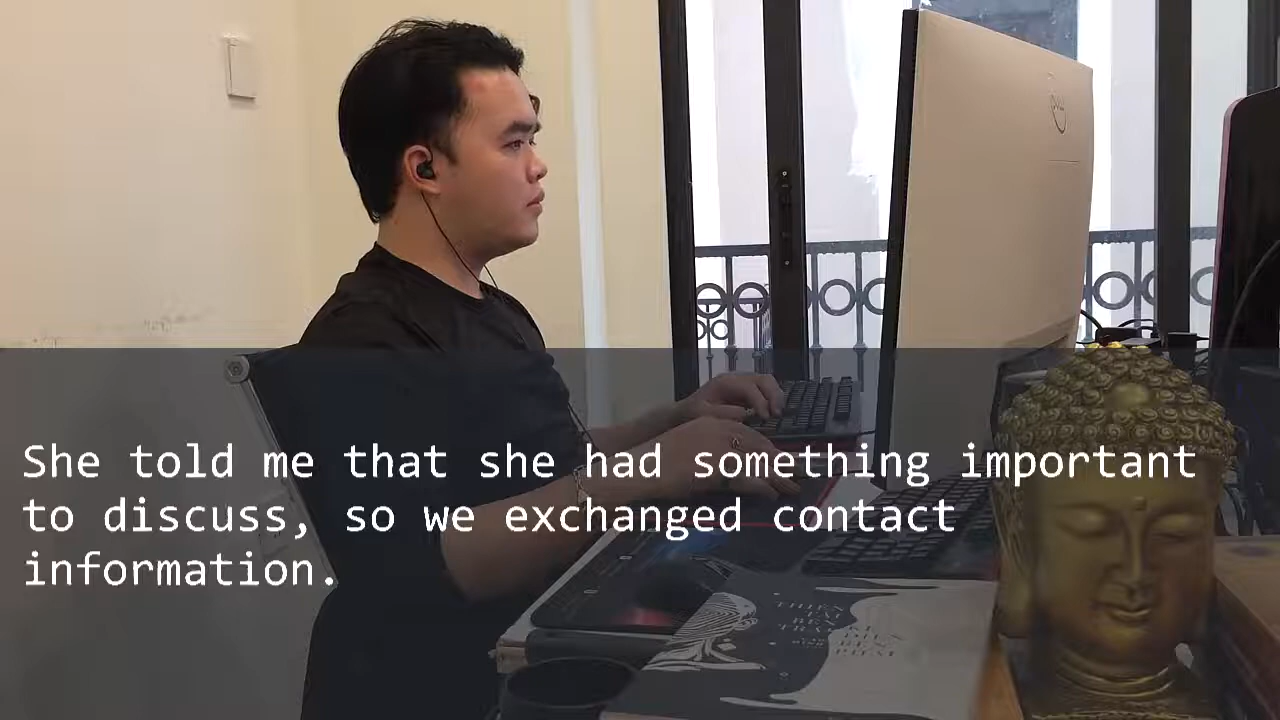 She told me that she had something important
to discuss, so we exchanged contact
information.